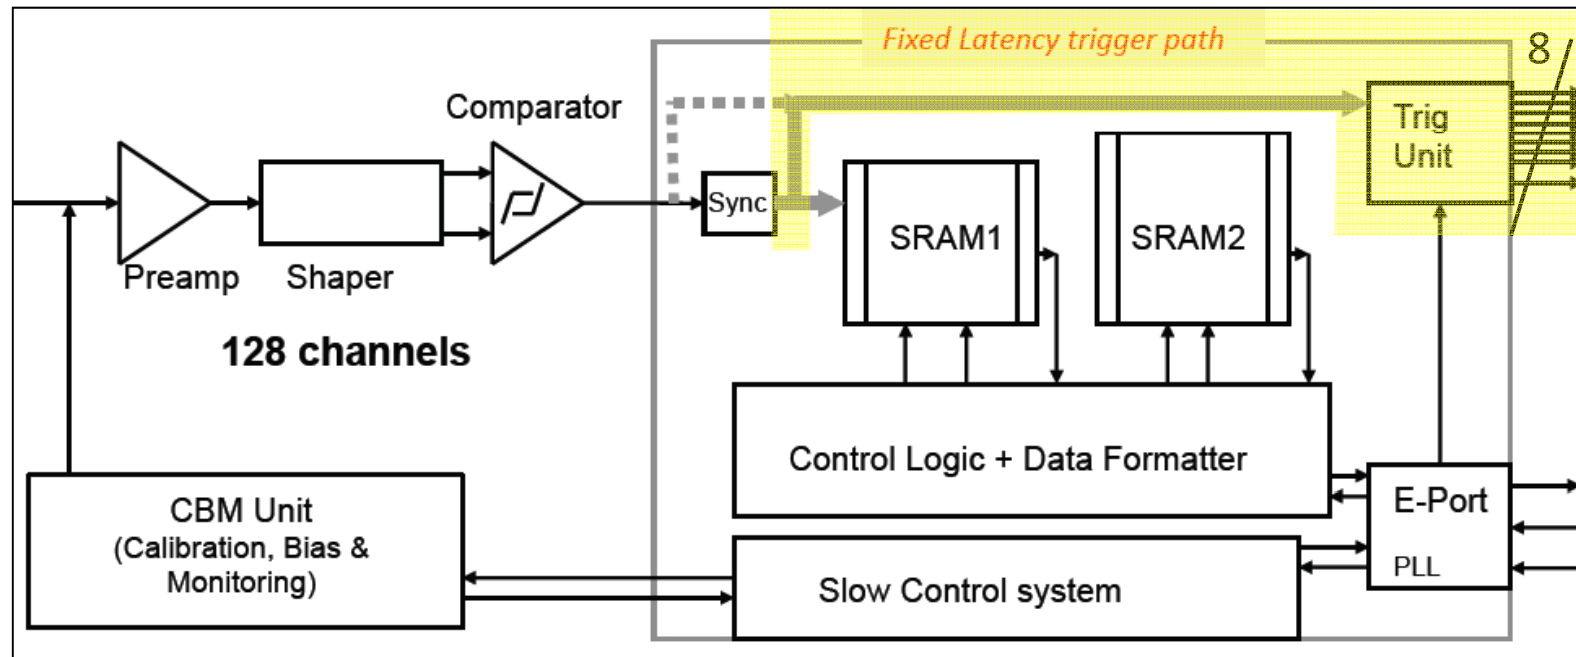 Fixed Latency trigger path
8
Comparator
Trig
Unit
Sync
SRAM1
SRAM2
Preamp
Shaper
128 channels
Control Logic + Data Formatter
E-Port
PLL
CBM Unit
(Calibration, Bias &
Monitoring)
Slow Control system